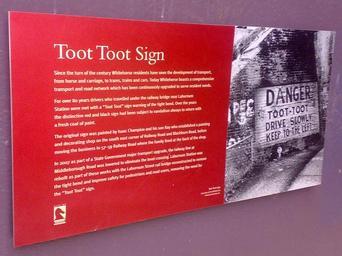 Toot Toot Sign
Since the turn of the century Whitehorse residents have seen the development of transport,
from horse and carriage, to trams, trains and cars. Today Whitehorse boasts a comprehensive
transport and road network which has been continuously upgraded to serve resident needs.
For over 80 years drivers who travelled under the railway bridge near Laburnum
Station were met with a "Toot Toot" sign warning of the tight bend. Over the years
the distinctive red and black sign had been subject to vandalism always to return with
a fresh coat of paint.
The original sign was painted by Bunt Champion and his son Ray who established a painting
and decorating shop on the south east corner of Railway Road and Blackburn Road, before
moving the business to 57-59 Railway Road where the family lived at the back of the shop.
In 2007 as part of a State Government major transport upgrade, the railway line at
Middleborough Road was lowered to eliminate the level crossing. Laburnum Station was
rebuilt as part of these works with the Laburnum Street rail bridge reconstructed to remove
the tight bend and improve safety for pedestrians and road users, removing the need for
the "Toot Toot" sign.
DANGER
TOOT-TOOT
DRIVE SLOWLY
KEEP TO THE LEFT